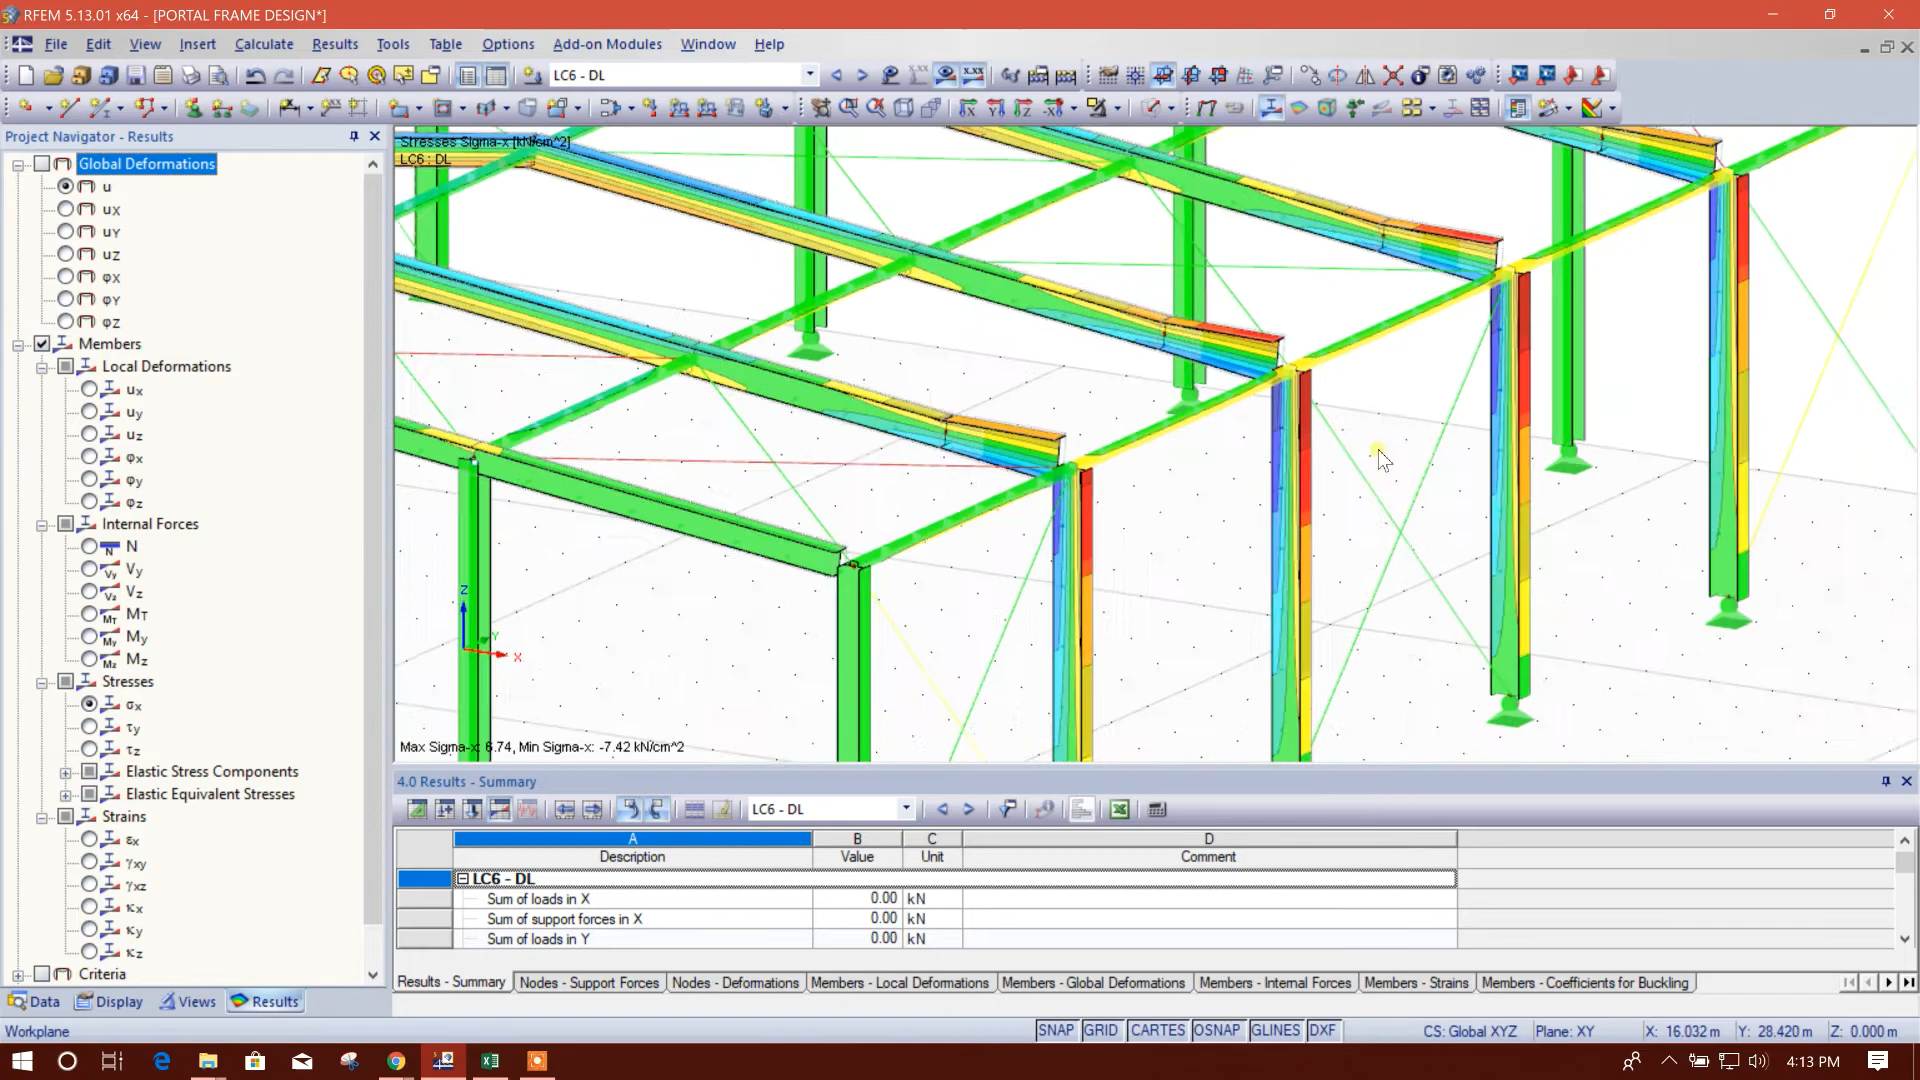 RFEM 5.13.01 x64 - [PORTAL FRAME DESIGN*]
File Edit View Insert Calculate Results Tools Table Options Add-on Modules Window Help
LC6 - DL
Project Navigator - Results
Global Deformations
u
uX
uY
uZ
φX
φY
φZ
Members
Local Deformations
ux
uy
uz
φx
φy
φz
Internal Forces
N
Vy
Vz
MT
My
Mz
Stresses
σx
τy
τz
Elastic Stress Components
Elastic Equivalent Stresses
Strains
εx
γxy
γxz
κx
κy
κz
Criteria
Data Display Views Results
Stresses Sigma-x [kN/cm^2]
LC6 : DL
Z
Y
X
Max Sigma-x: 6.74, Min Sigma-x: -7.42 kN/cm^2
4.0 Results - Summary
LC6 - DL
A B C D
Description Value Unit Comment
LC6 - DL
Sum of loads in X 0.00 kN
Sum of support forces in X 0.00 kN
Sum of loads in Y 0.00 kN
Results - Summary Nodes - Support Forces Nodes - Deformations Members - Local Deformations Members - Global Deformations Members - Internal Forces Members - Strains Members - Coefficients for Buckling
Workplane SNAP GRID CARTES OSNAP GLINES DXF CS: Global XYZ Plane: XY X: 16.032 m Y: 28.420 m Z: 0.000 m
4:13 PM